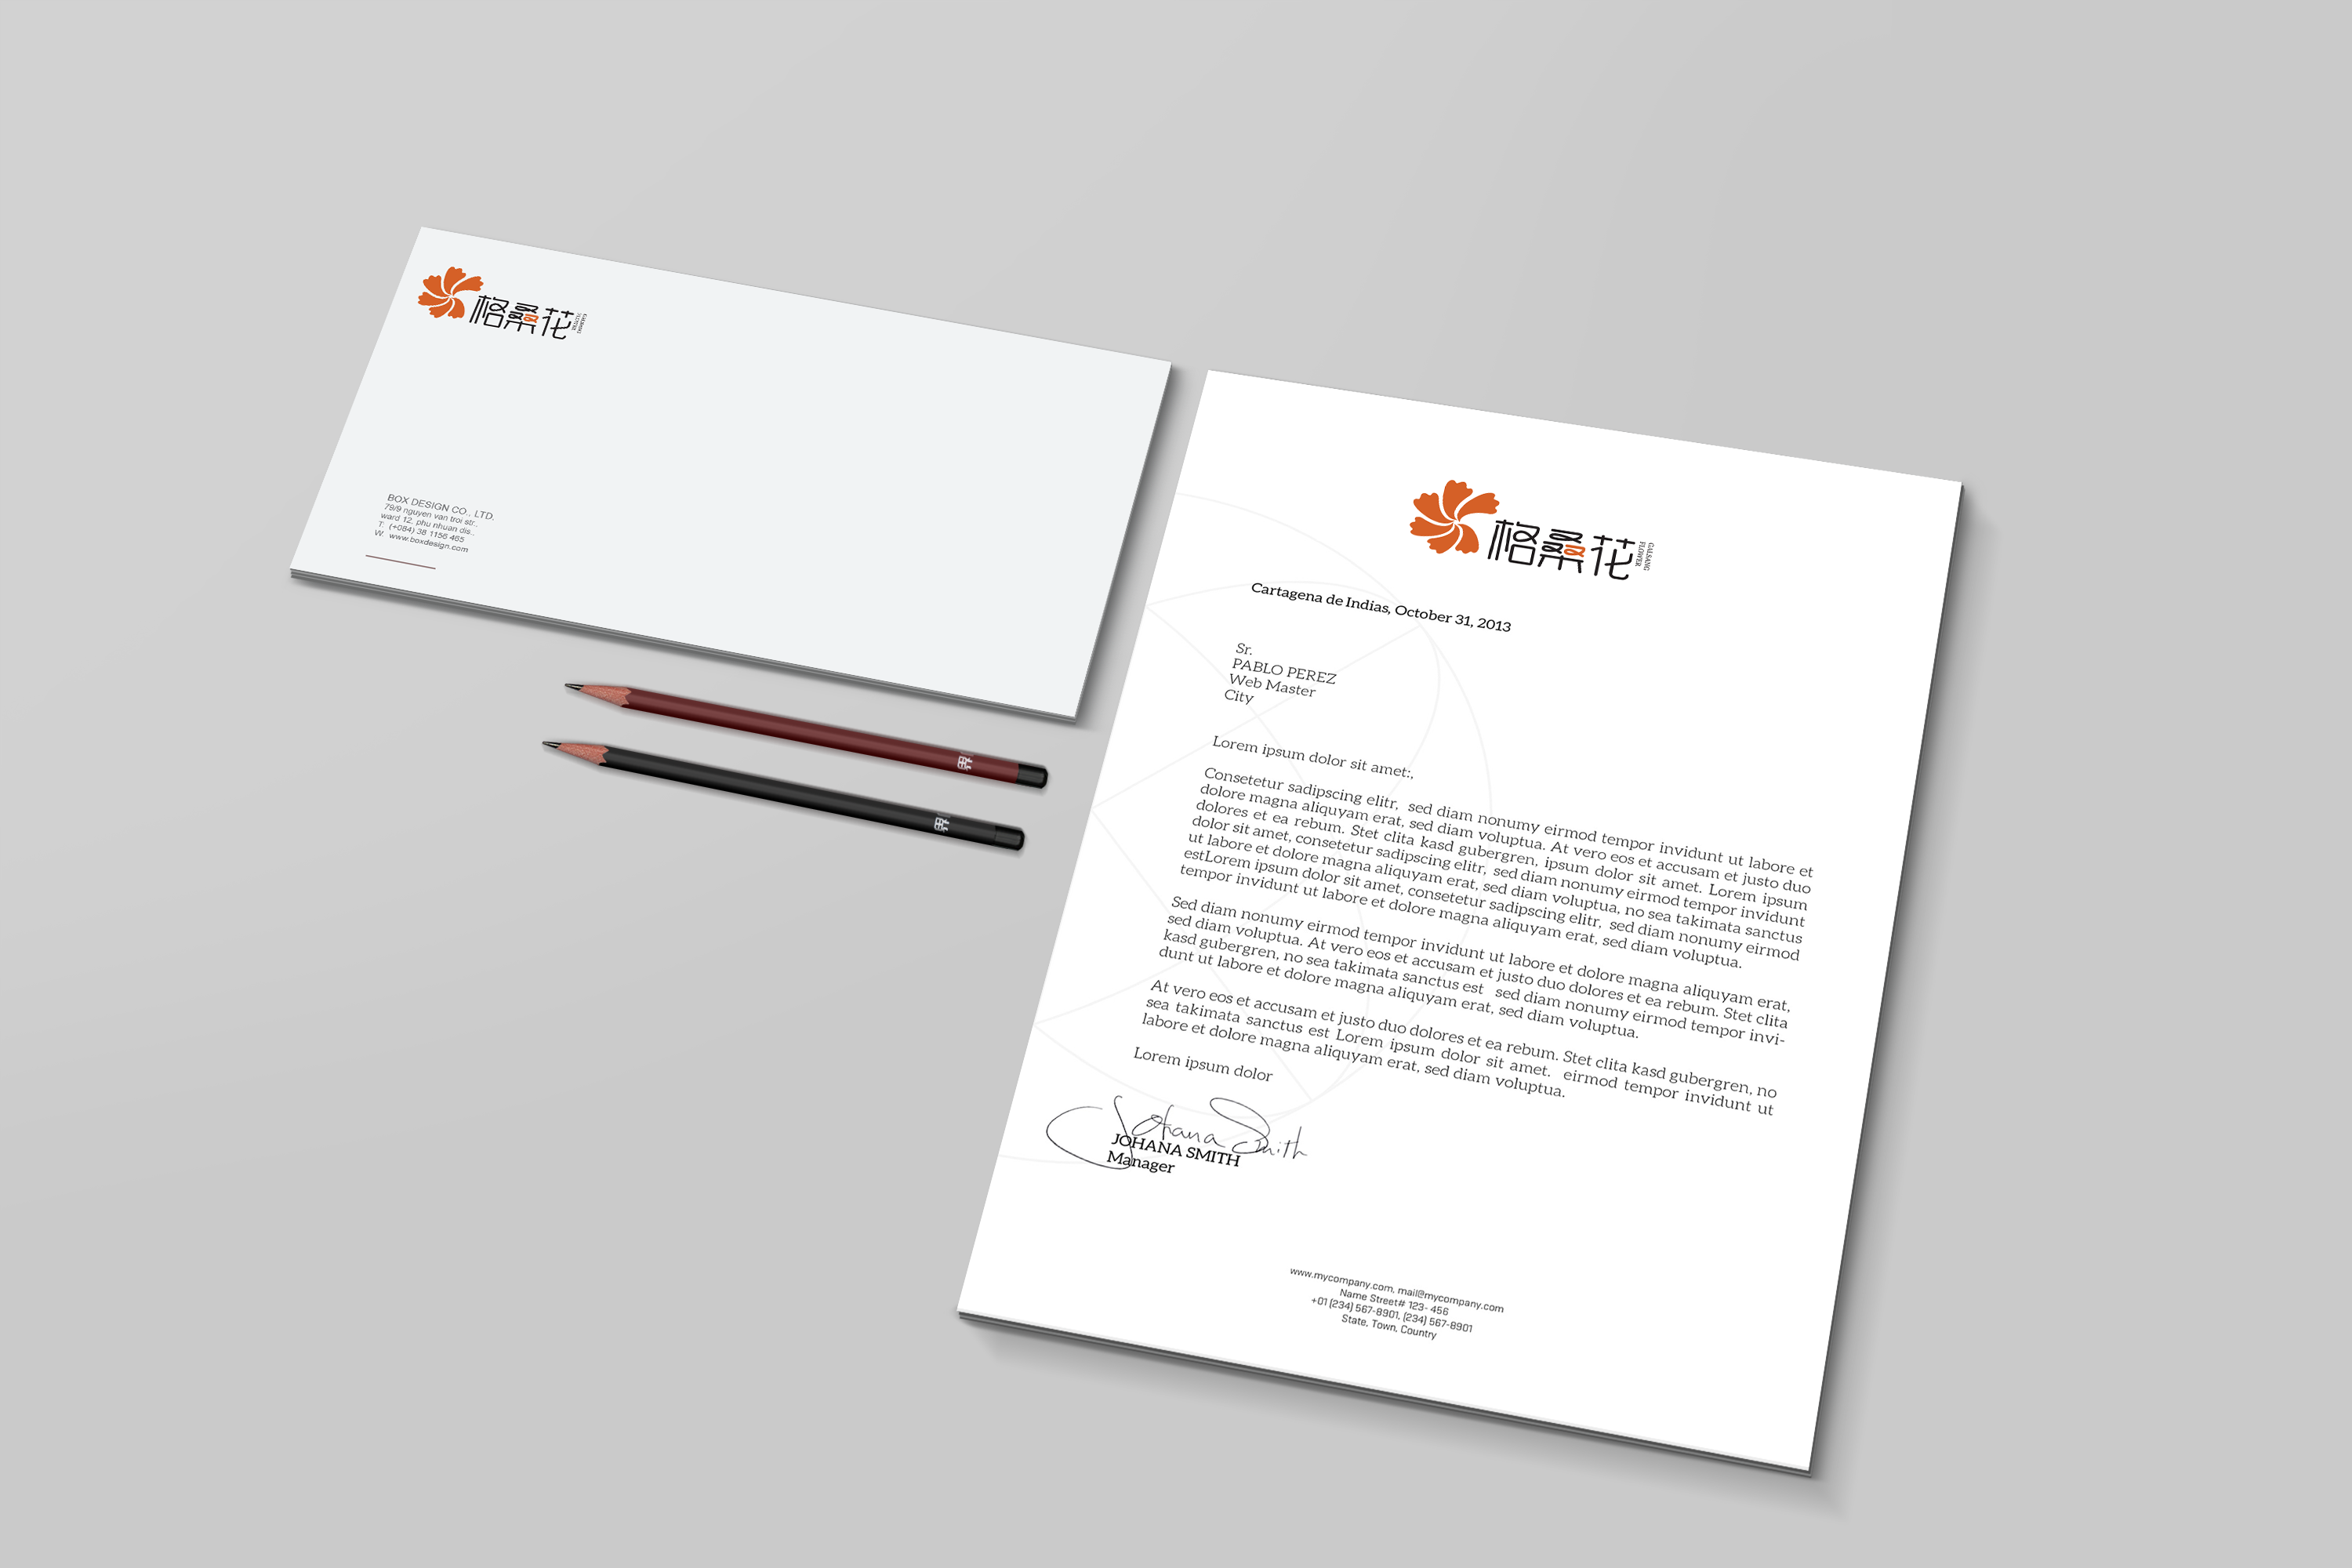 格桑花
GALSANG
FLOWER
BOX DESIGN CO., LTD.
79/9 nguyen van troi str.,
ward 12, phu nhuan dis.,
T: (+084) 38 1156 465
W: www.boxdesign.com
格桑花
GALSANG
FLOWER
Cartagena de Indias, October 31, 2013
Sr.
PABLO PEREZ
Web Master
City
Lorem ipsum dolor sit amet:,
Consetetur sadipscing elitr, sed diam nonumy eirmod tempor invidunt ut labore et
dolore magna aliquyam erat, sed diam voluptua. At vero eos et accusam et justo duo
dolores et ea rebum. Stet clita kasd gubergren, ipsum dolor sit amet. Lorem ipsum
dolor sit amet, consetetur sadipscing elitr, sed diam nonumy eirmod tempor invidunt
ut labore et dolore magna aliquyam erat, sed diam voluptua, no sea takimata sanctus
estLorem ipsum dolor sit amet, consetetur sadipscing elitr, sed diam nonumy eirmod
tempor invidunt ut labore et dolore magna aliquyam erat, sed diam voluptua.
Sed diam nonumy eirmod tempor invidunt ut labore et dolore magna aliquyam erat,
sed diam voluptua. At vero eos et accusam et justo duo dolores et ea rebum. Stet clita
kasd gubergren, no sea takimata sanctus est sed diam nonumy eirmod tempor invi-
dunt ut labore et dolore magna aliquyam erat, sed diam voluptua.
At vero eos et accusam et justo duo dolores et ea rebum. Stet clita kasd gubergren, no
sea takimata sanctus est Lorem ipsum dolor sit amet. eirmod tempor invidunt ut
labore et dolore magna aliquyam erat, sed diam voluptua.
Lorem ipsum dolor
Johana Smith
JOHANA SMITH
Manager
www.mycompany.com, mail@mycompany.com
Name Street# 123- 456
+01 (234) 567-8901, (234) 567-8901
State, Town, Country